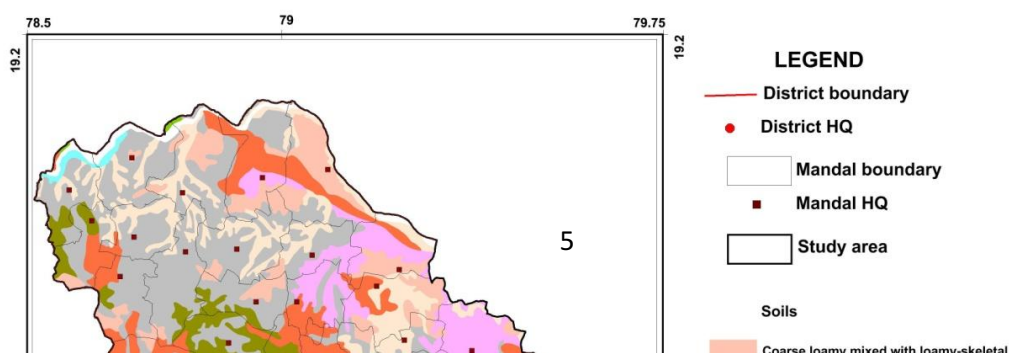 78.5
79
79.75
19.2
19.2
LEGEND
District boundary
District HQ
Mandal boundary
Mandal HQ
Study area
5
Soils
Coarse loamy mixed with loamy-skeletal